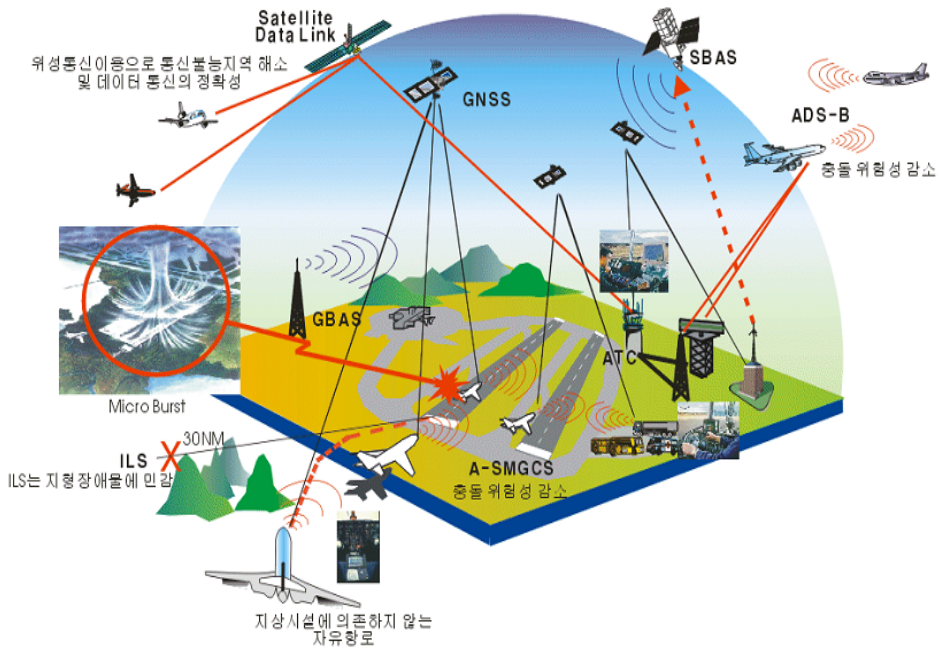 Satellite
Data Link
위성통신이용으로 통신불능지역 해소
및 데이터 통신의 정확성
SBAS
GNSS
ADS-B
충돌 위험성 감소
GBAS
ATC
Micro Burst
30NM
ILS
ILS는 지형장애물에 민감
A-SMGCS
충돌 위험성 감소
지상시설에 의존하지 않는
자유항로